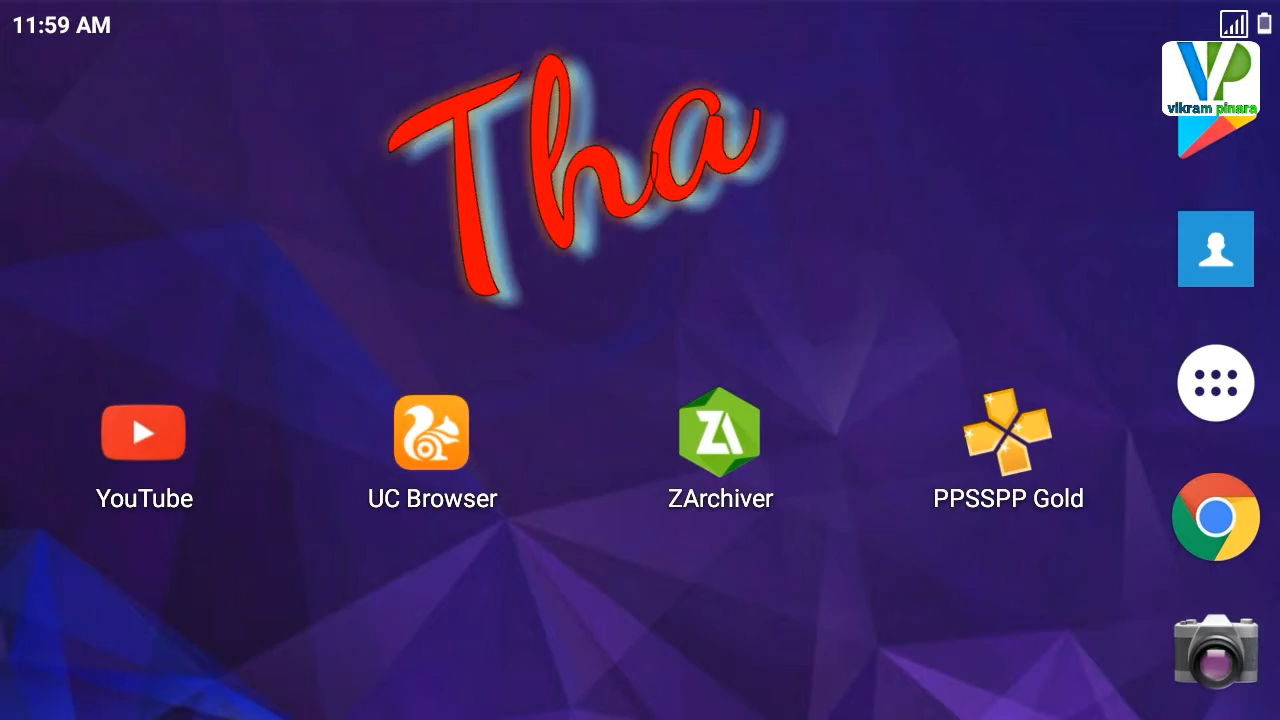 11:59 AM
VP
vikram pinara
Tha
YouTube
UC Browser
ZArchiver
PPSSPP Gold